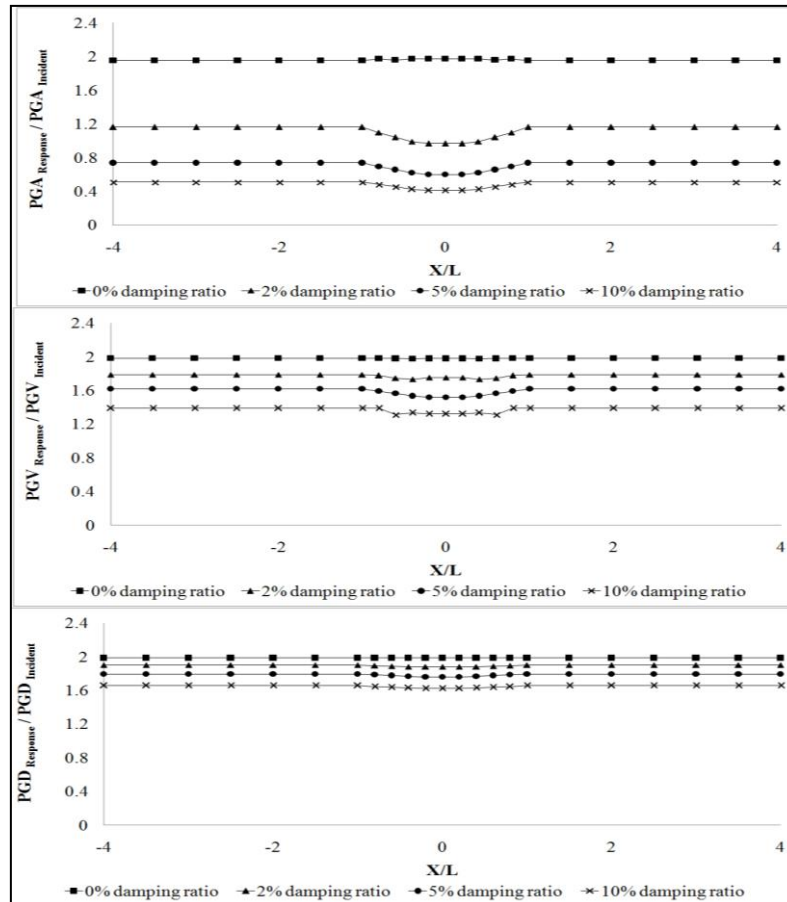 2.4
2
1.6
1.2
0.8
0.4
0
PGA Response / PGA Incident
-4 -2 0 2 4
X/L
0% damping ratio 2% damping ratio 5% damping ratio 10% damping ratio
2.4
2
1.6
1.2
0.8
0.4
0
PGV Response / PGV Incident
-4 -2 0 2 4
X/L
0% damping ratio 2% damping ratio 5% damping ratio 10% damping ratio
2.4
2
1.6
1.2
0.8
0.4
0
PGD Response / PGD Incident
-4 -2 0 2 4
X/L
0% damping ratio 2% damping ratio 5% damping ratio 10% damping ratio